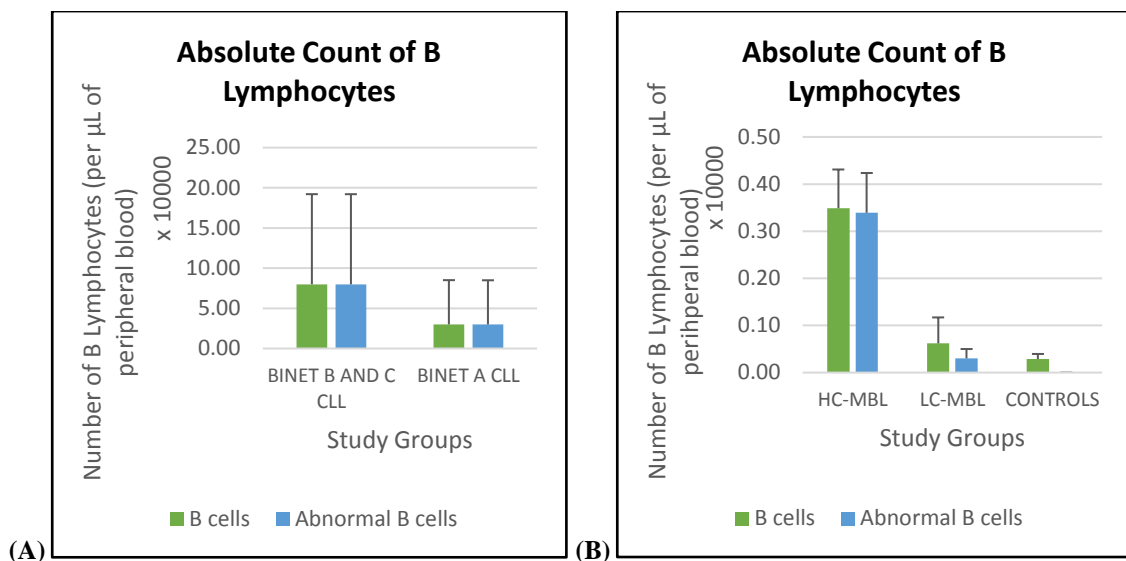 Absolute Count of B
Lymphocytes
Number of B Lymphocytes (per µL of
peripheral blood)
x 10000
25.00
20.00
15.00
10.00
5.00
0.00
BINET B AND C
CLL
BINET A CLL
Study Groups
B cells
Abnormal B cells
(A)
Absolute Count of B
Lymphocytes
Number of B Lymphocytes (per µL of
perihperal blood)
x 10000
0.50
0.40
0.30
0.20
0.10
0.00
HC-MBL
LC-MBL
CONTROLS
Study Groups
B cells
Abnormal B cells
(B)